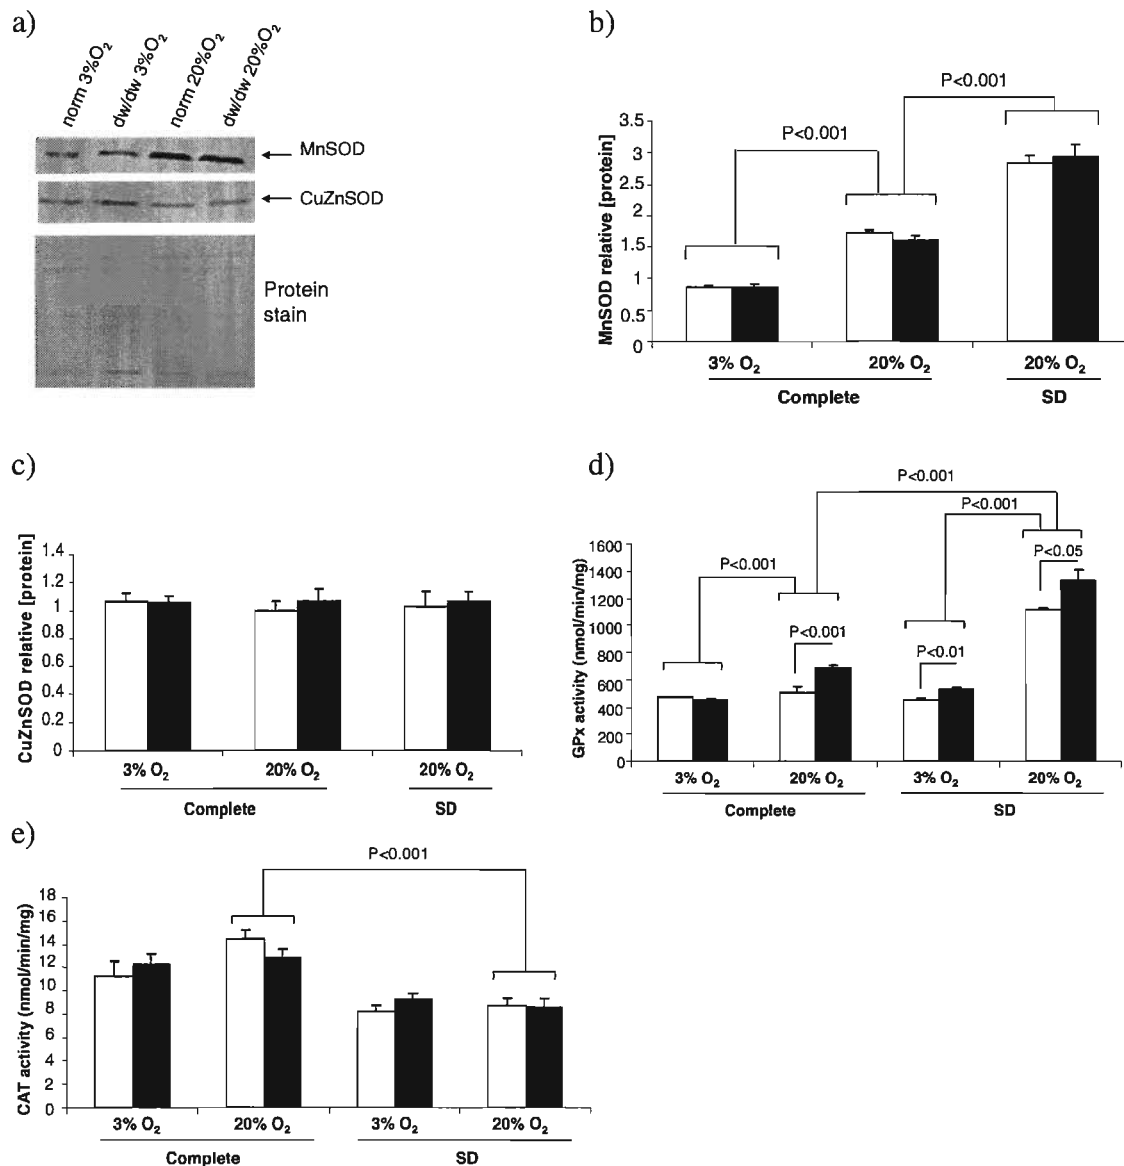 a)
norm 3%O₂
dw/dw 3%O₂
norm 20%O₂
dw/dw 20%O₂
MnSOD
CuZnSOD
Protein
stain
b)
P<0.001
P<0.001
MnSOD relative [protein]
3.5
3
2.5
2
1.5
1
0.5
0
3% O₂
20% O₂
20% O₂
Complete
SD
c)
CuZnSOD relative [protein]
1.4
1.2
1
0.8
0.6
0.4
0.2
0
3% O₂
20% O₂
20% O₂
Complete
SD
d)
P<0.001
P<0.001
P<0.001
P<0.05
P<0.001
P<0.01
GPx activity (nmol/min/mg)
1600
1400
1200
1000
800
600
400
200
0
3% O₂
20% O₂
3% O₂
20% O₂
Complete
SD
e)
P<0.001
CAT activity (nmol/min/mg)
18
16
14
12
10
8
6
4
2
0
3% O₂
20% O₂
3% O₂
20% O₂
Complete
SD